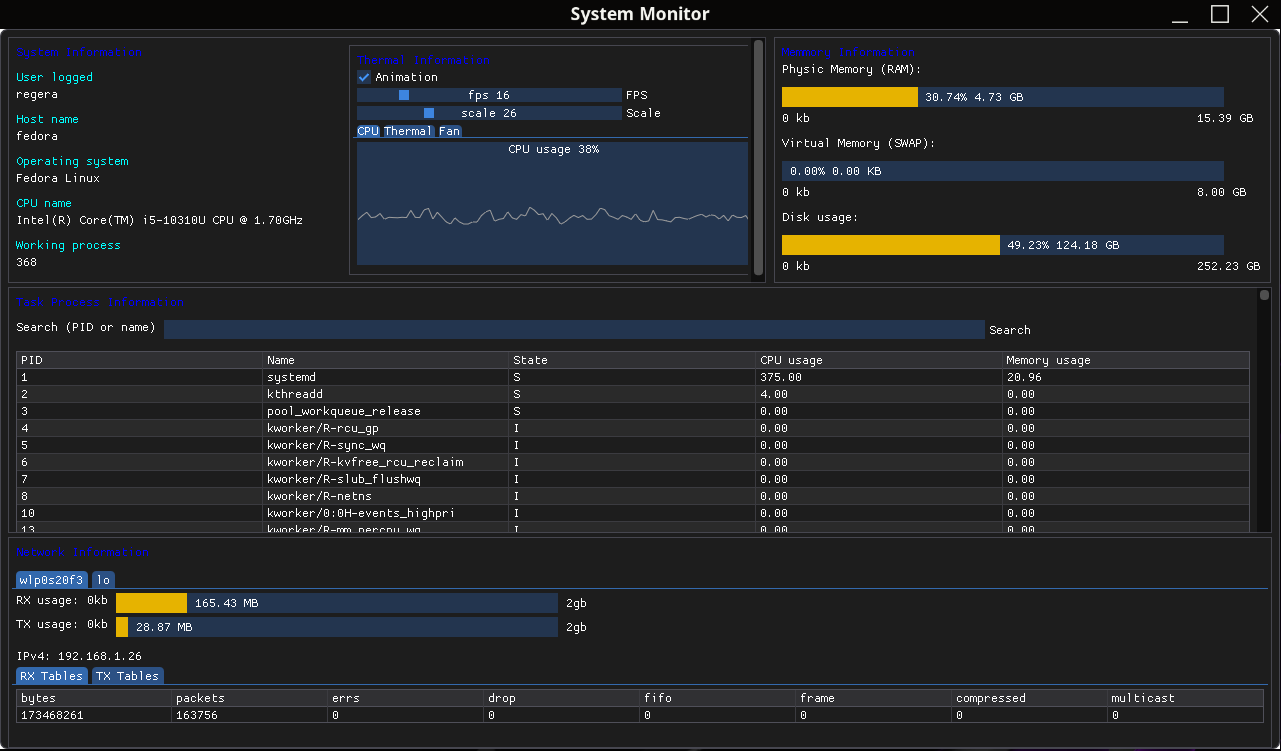 System Monitor
System Information
User logged
regera
Host name
fedora
Operating system
Fedora Linux
CPU name
Intel(R) Core(TM) i5-10310U CPU @ 1.70GHz
Working process
368
Thermal Information
Animation
fps 16 FPS
scale 26 Scale
CPU Thermal Fan
CPU usage 38%
Memory Information
Physic Memory (RAM):
30.74% 4.73 GB
0 kb 15.39 GB
Virtual Memory (SWAP):
0.00% 0.00 KB
0 kb 8.00 GB
Disk usage:
49.23% 124.18 GB
0 kb 252.23 GB
Task Process Information
Search (PID or name) Search
PID Name State CPU usage Memory usage
1 systemd S 375.00 20.96
2 kthreadd S 4.00 0.00
3 pool_workqueue_release S 0.00 0.00
4 kworker/R-rcu_gp I 0.00 0.00
5 kworker/R-sync_wq I 0.00 0.00
6 kworker/R-kvfree_rcu_reclaim I 0.00 0.00
7 kworker/R-slub_flushwq I 0.00 0.00
8 kworker/R-netns I 0.00 0.00
10 kworker/0:0H-events_highpri I 0.00 0.00
13 kworker/R-mm_percpu_wq I 0.00 0.00
Network Information
wlp0s20f3 lo
RX usage: 0kb 165.43 MB 2gb
TX usage: 0kb 28.87 MB 2gb
IPv4: 192.168.1.26
RX Tables TX Tables
bytes packets errs drop fifo frame compressed multicast
173468261 163756 0 0 0 0 0 0